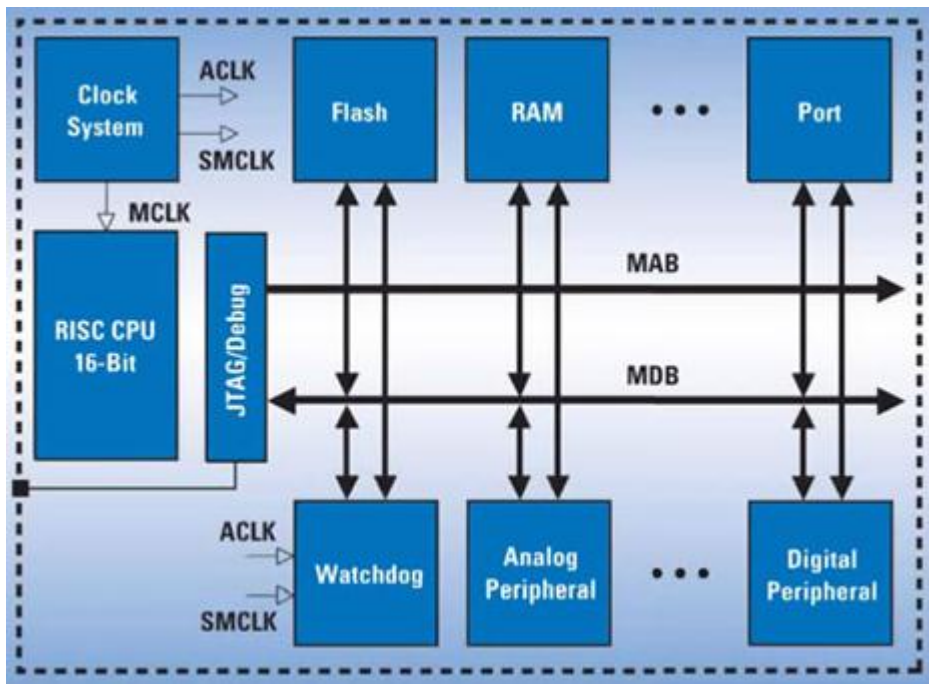 Clock
System
ACLK
SMCLK
Flash
RAM
Port
MCLK
RISC CPU
16-Bit
JTAG/Debug
MAB
MDB
ACLK
SMCLK
Watchdog
Analog
Peripheral
Digital
Peripheral